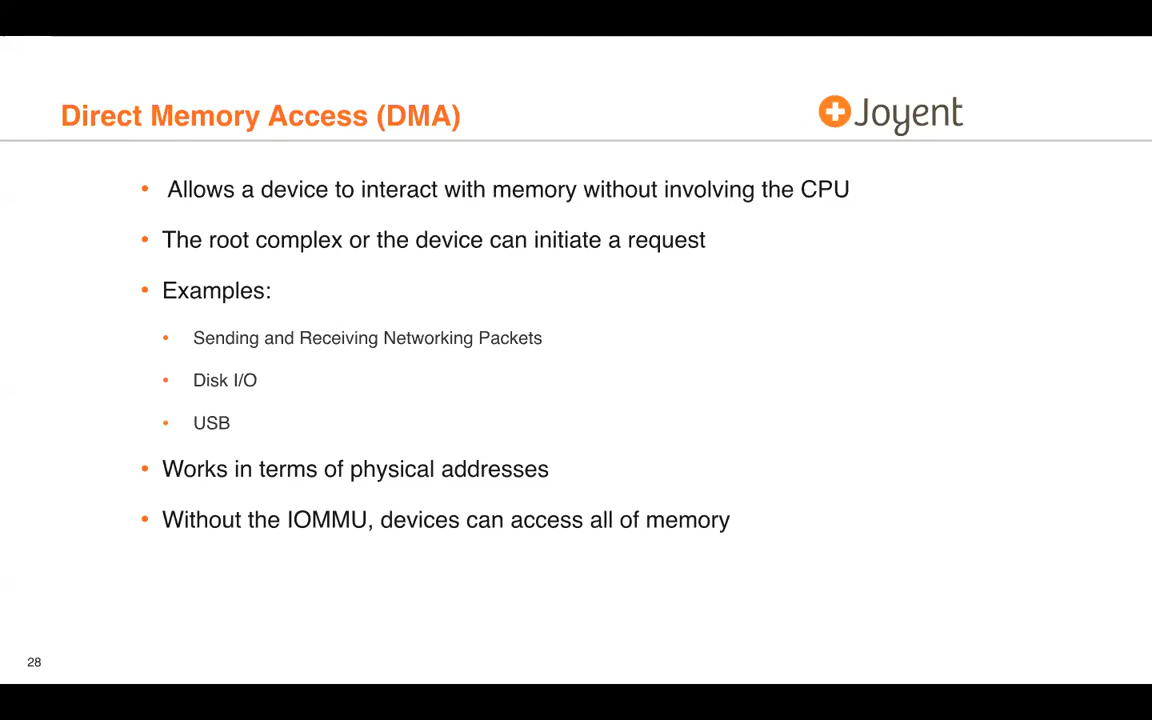 Direct Memory Access (DMA)
Joyent
• Allows a device to interact with memory without involving the CPU
• The root complex or the device can initiate a request
• Examples:
• Sending and Receiving Networking Packets
• Disk I/O
• USB
• Works in terms of physical addresses
• Without the IOMMU, devices can access all of memory
28